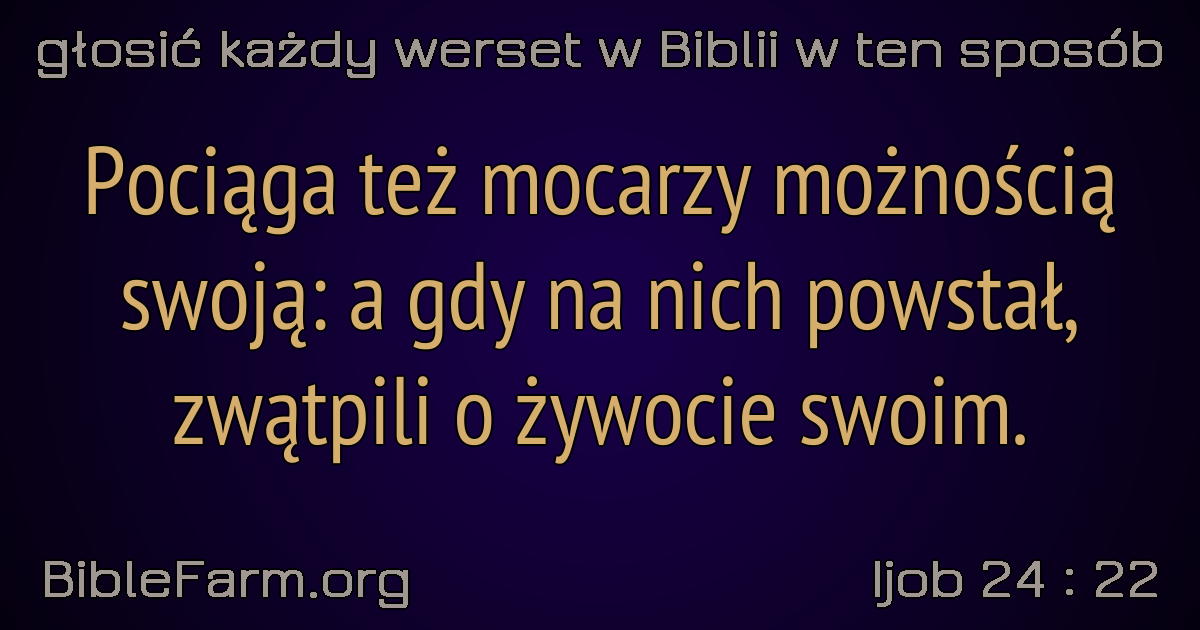 głosić każdy werset w Biblii w ten sposób
Pociąga też mocarzy możnością
swoją: a gdy na nich powstał,
zwątpili o żywocie swoim.
BibleFarm.org
Ijob 24 : 22